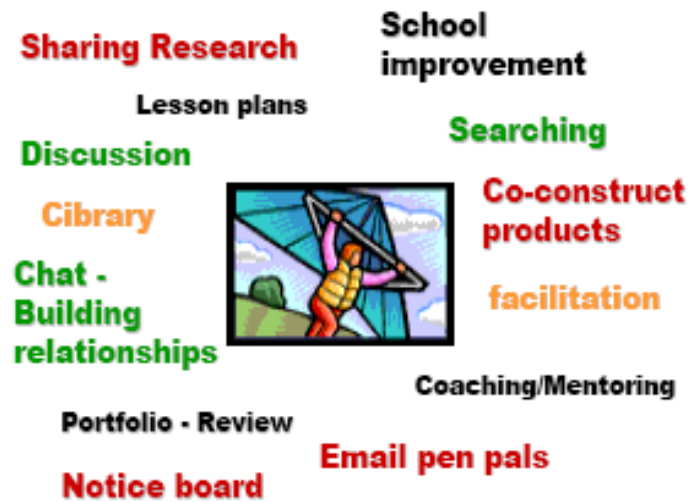 Sharing Research
School
improvement
Lesson plans
Searching
Discussion
Co-construct
products
Cibrary
Chat -
Building
relationships
facilitation
Coaching/Mentoring
Portfolio - Review
Email pen pals
Notice board